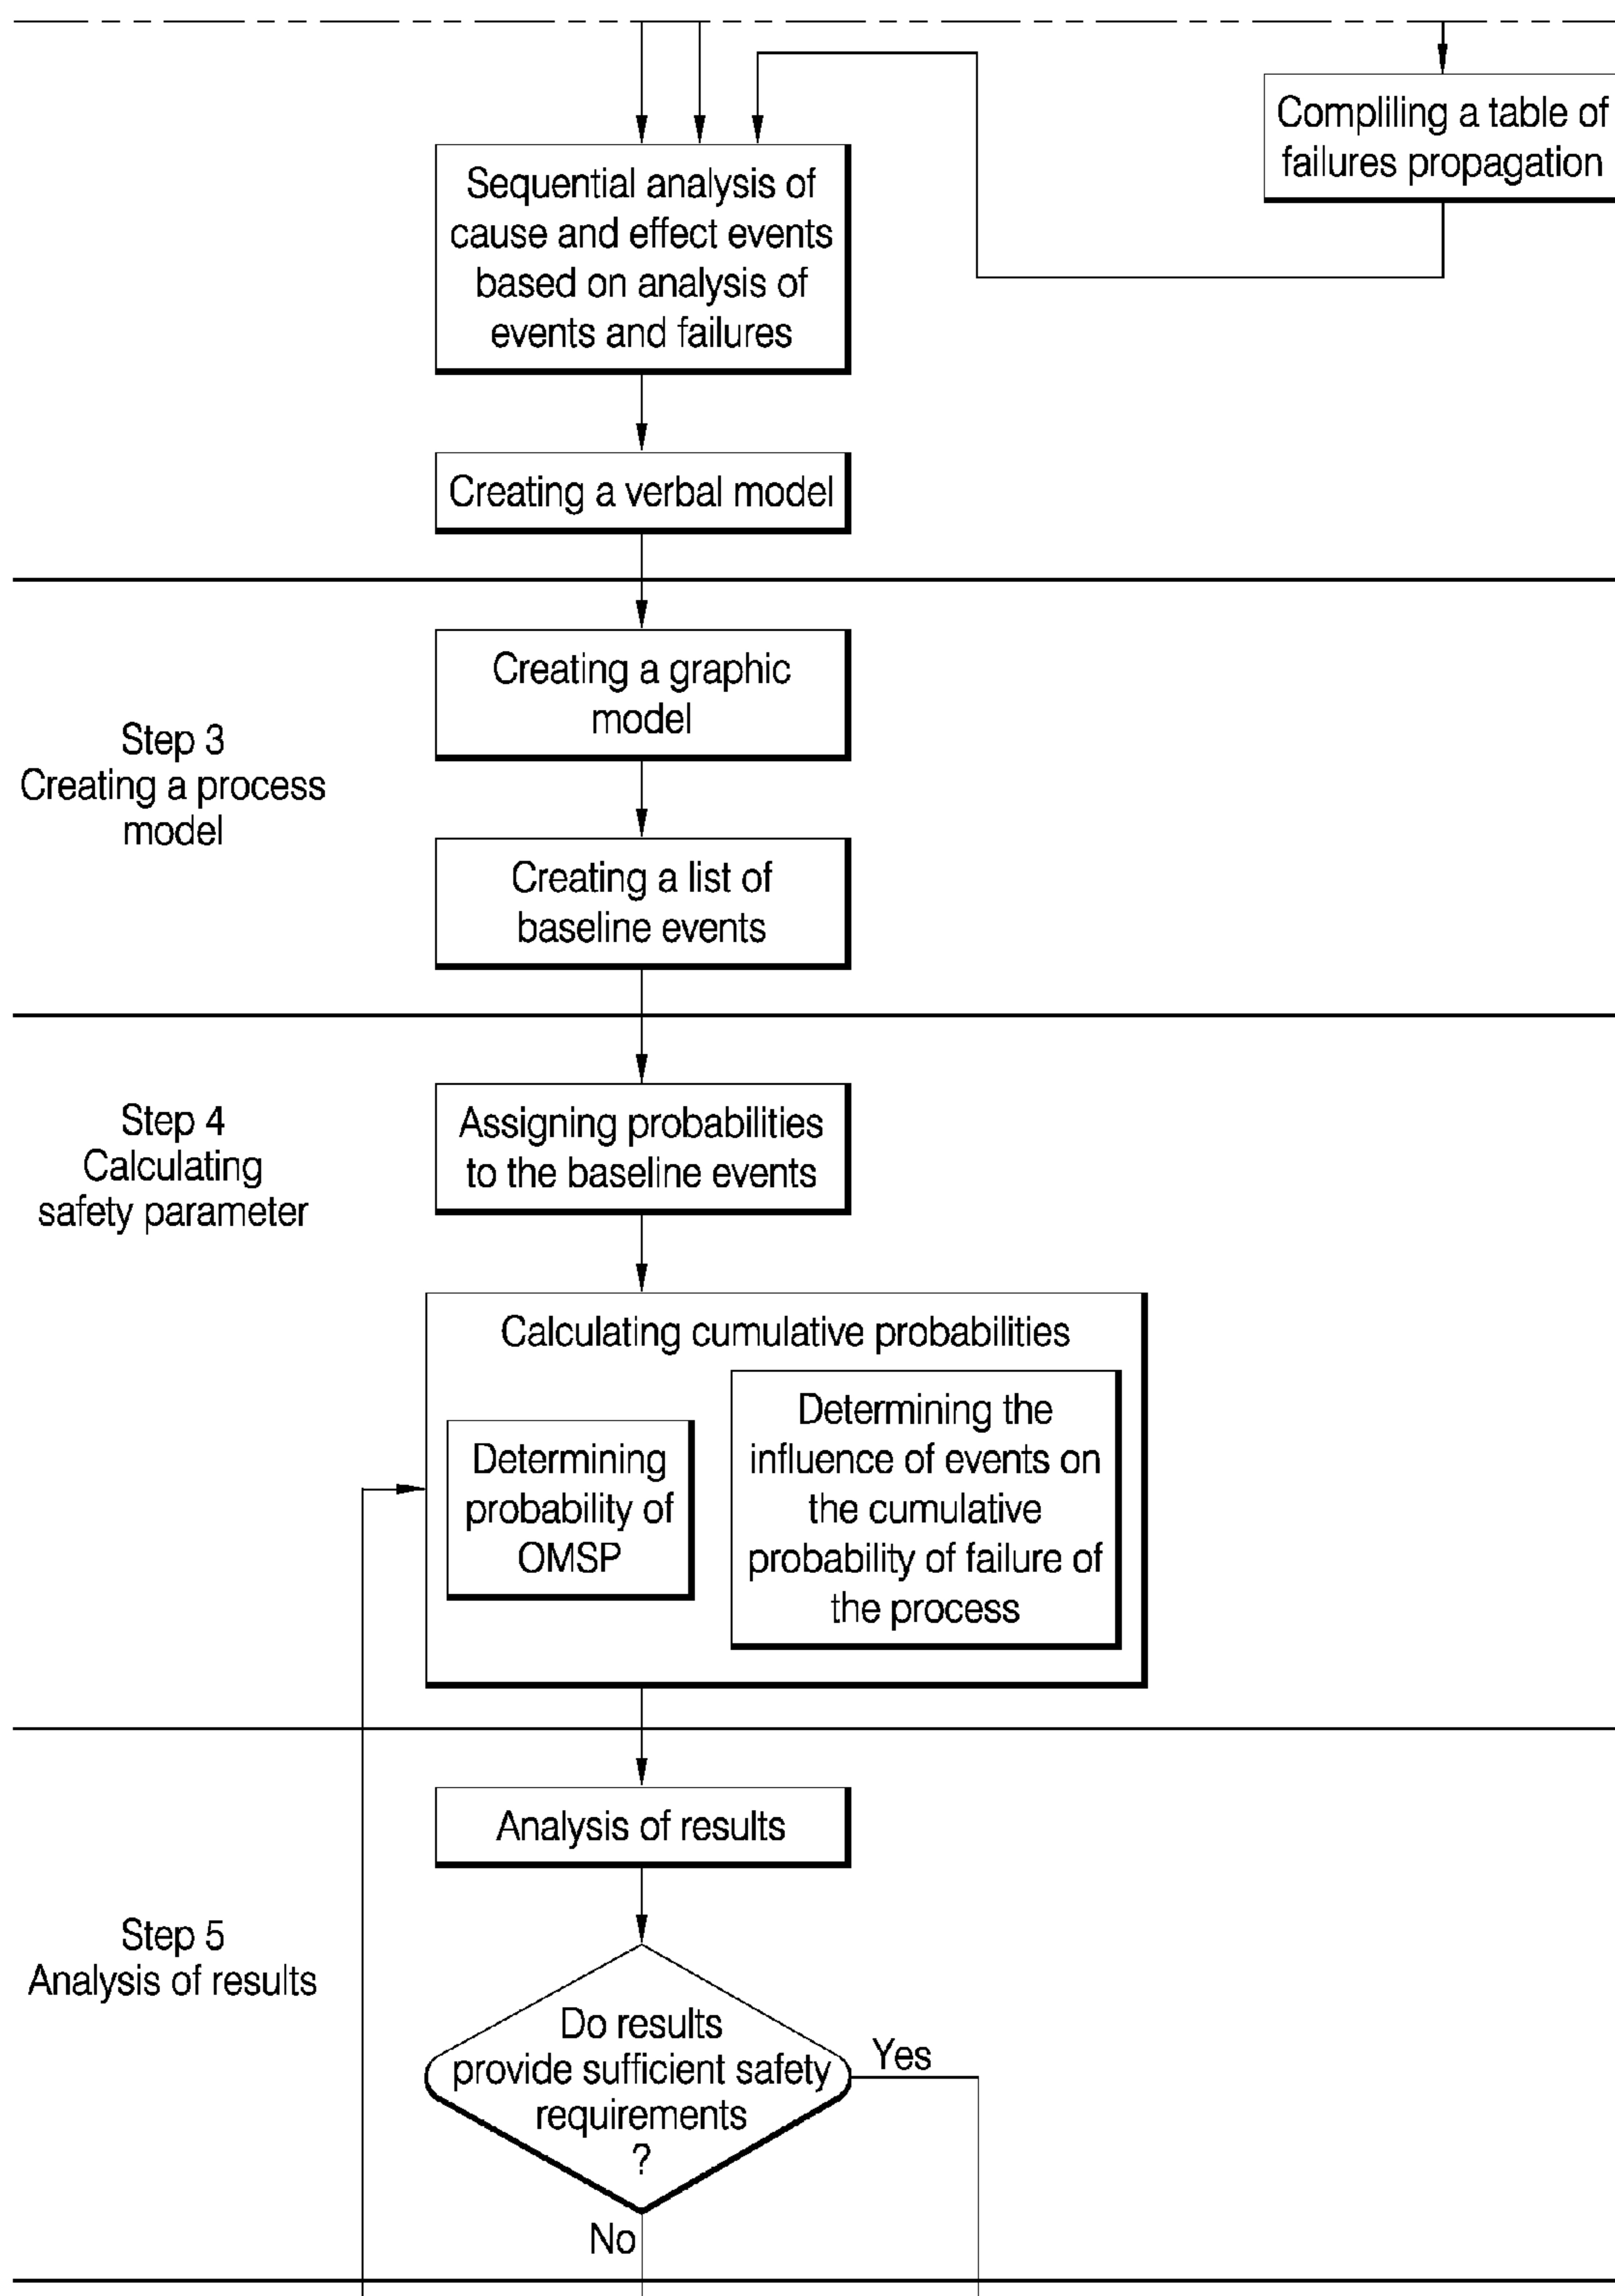 Compliling a table of
failures propagation
Sequential analysis of
cause and effect events
based on analysis of
events and failures
Creating a verbal model
Step 3
Creating a process
model
Creating a graphic
model
Creating a list of
baseline events
Step 4
Calculating
safety parameter
Assigning probabilities
to the baseline events
Calculating cumulative probabilities
Determining
probability of
OMSP
Determining the
influence of events on
the cumulative
probability of failure of
the process
Step 5
Analysis of results
Analysis of results
Do results
provide sufficient safety
requirements
?
Yes
No